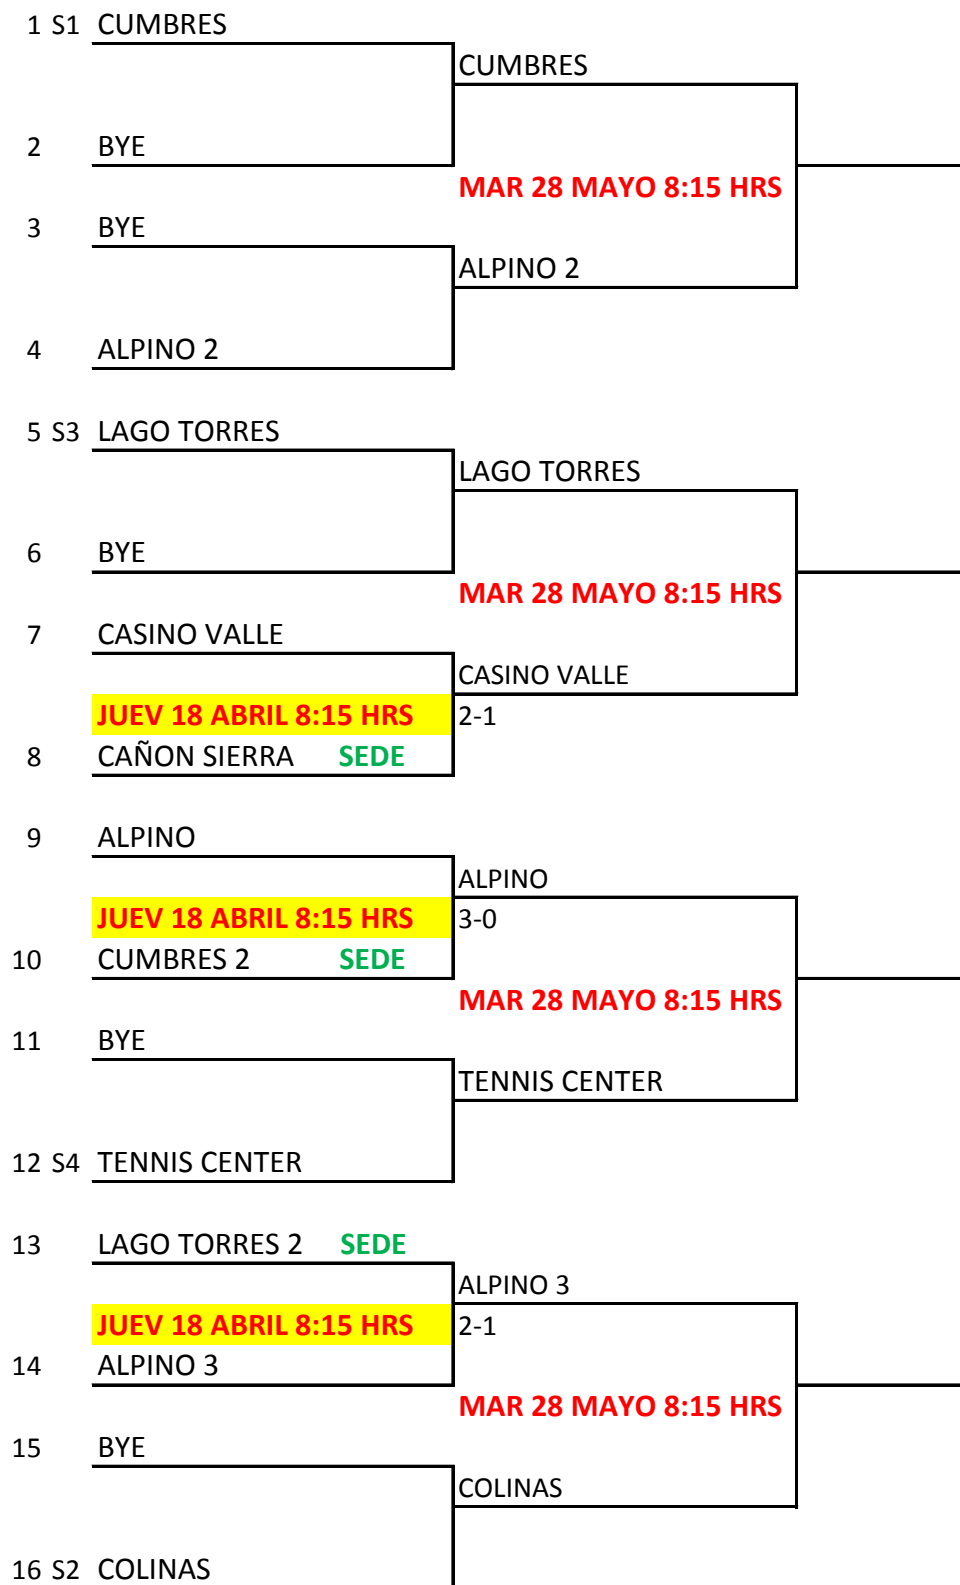 1 S1 CUMBRES
CUMBRES
2 BYE
MAR 28 MAYO 8:15 HRS
3 BYE
ALPINO 2
4 ALPINO 2
5 S3 LAGO TORRES
LAGO TORRES
6 BYE
MAR 28 MAYO 8:15 HRS
7 CASINO VALLE
CASINO VALLE
JUEV 18 ABRIL 8:15 HRS 2-1
8 CAÑON SIERRA SEDE
9 ALPINO
ALPINO
JUEV 18 ABRIL 8:15 HRS 3-0
10 CUMBRES 2 SEDE
MAR 28 MAYO 8:15 HRS
11 BYE
TENNIS CENTER
12 S4 TENNIS CENTER
13 LAGO TORRES 2 SEDE
ALPINO 3
JUEV 18 ABRIL 8:15 HRS 2-1
14 ALPINO 3
MAR 28 MAYO 8:15 HRS
15 BYE
COLINAS
16 S2 COLINAS